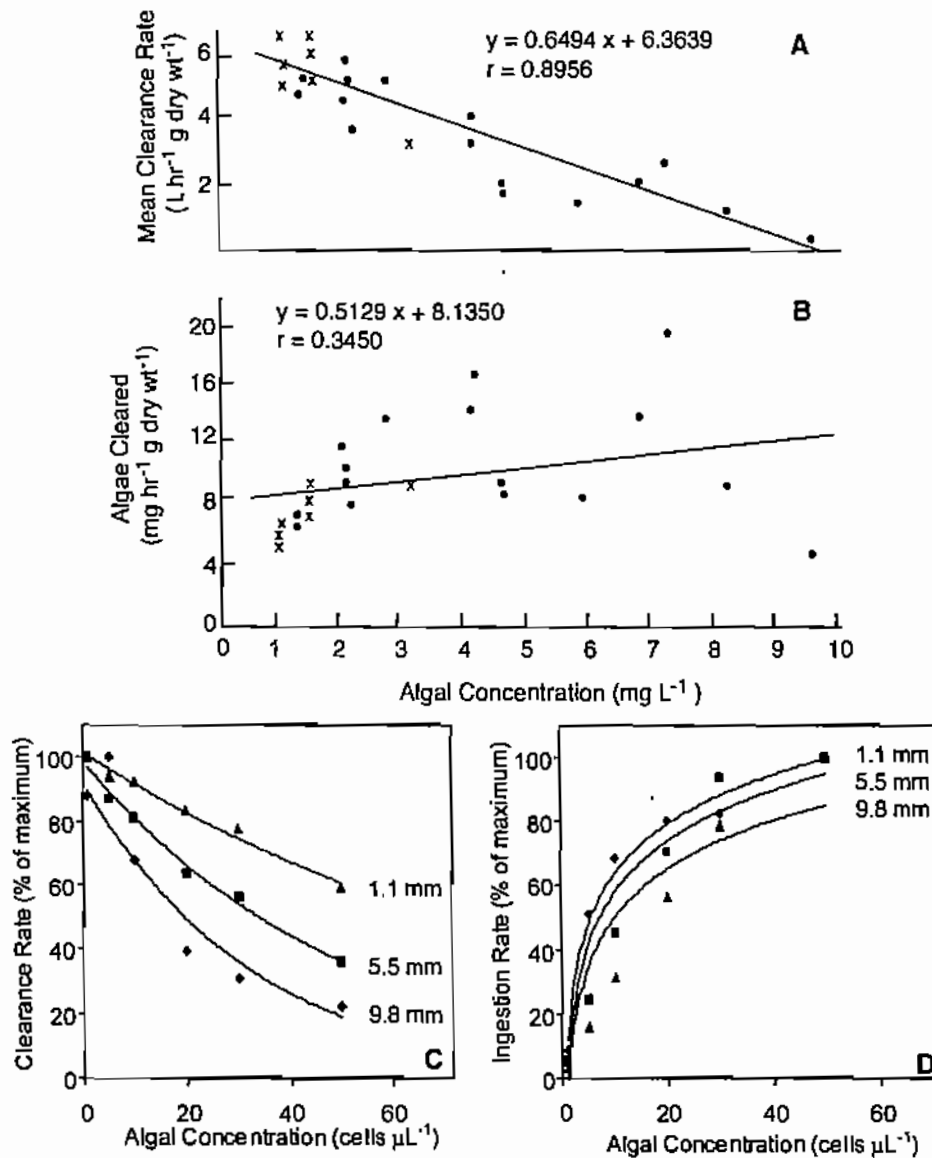 y = 0.6494 x + 6.3639
r = 0.8956
A
Mean Clearance Rate
(L hr⁻¹ g dry wt⁻¹)
6
4
2
y = 0.5129 x + 8.1350
r = 0.3450
B
Algae Cleared
(mg hr⁻¹ g dry wt⁻¹)
20
16
12
8
4
0
0 1 2 3 4 5 6 7 8 9 10
Algal Concentration (mg L⁻¹)
Clearance Rate (% of maximum)
100
80
60
40
20
0
1.1 mm
5.5 mm
9.8 mm
C
0 20 40 60
Algal Concentration (cells µL⁻¹)
Ingestion Rate (% of maximum)
100
80
60
40
20
0
1.1 mm
5.5 mm
9.8 mm
D
0 20 40 60
Algal Concentration (cells µL⁻¹)